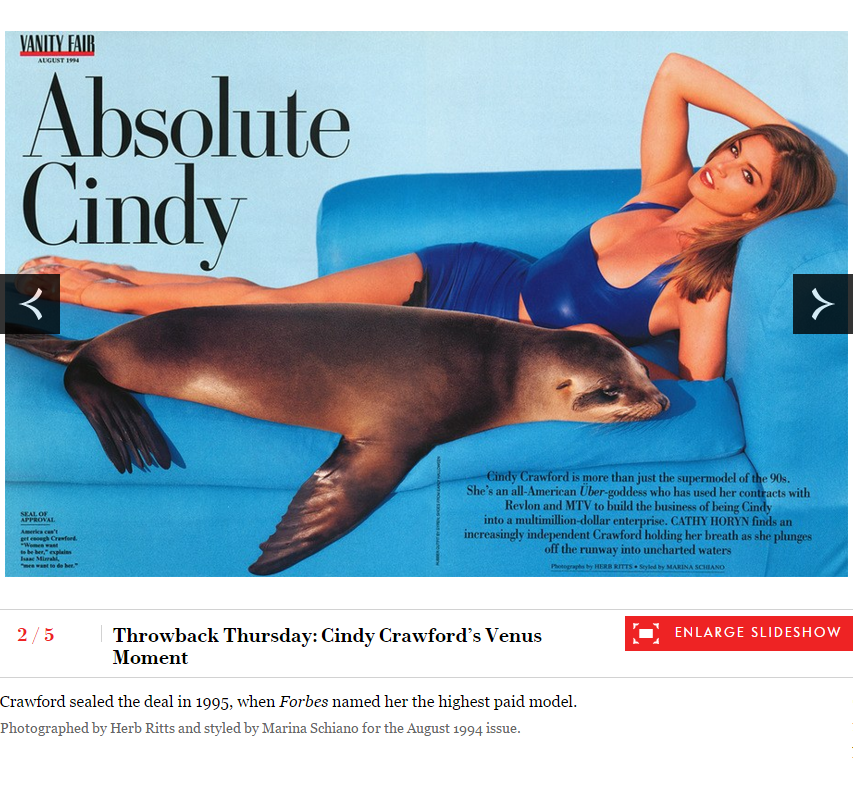 VANITY FAIR
AUGUST 1994
Absolute
Cindy
SEAL OF
APPROVAL
America can't
get enough Crawford.
"Women want
to be her," explains
Isaac Mizrahi,
"men want to do her."
Cindy Crawford is more than just the supermodel of the 90s.
She's an all-American Über-goddess who has used her contracts with
Revlon and MTV to build the business of being Cindy
into a multimillion-dollar enterprise. CATHY HORYN finds an
increasingly independent Crawford holding her breath as she plunges
off the runway into uncharted waters
Photographs by HERB RITTS • Styled by MARINA SCHIANO
2 / 5
Throwback Thursday: Cindy Crawford's Venus
Moment
ENLARGE SLIDESHOW
Crawford sealed the deal in 1995, when Forbes named her the highest paid model.
Photographed by Herb Ritts and styled by Marina Schiano for the August 1994 issue.